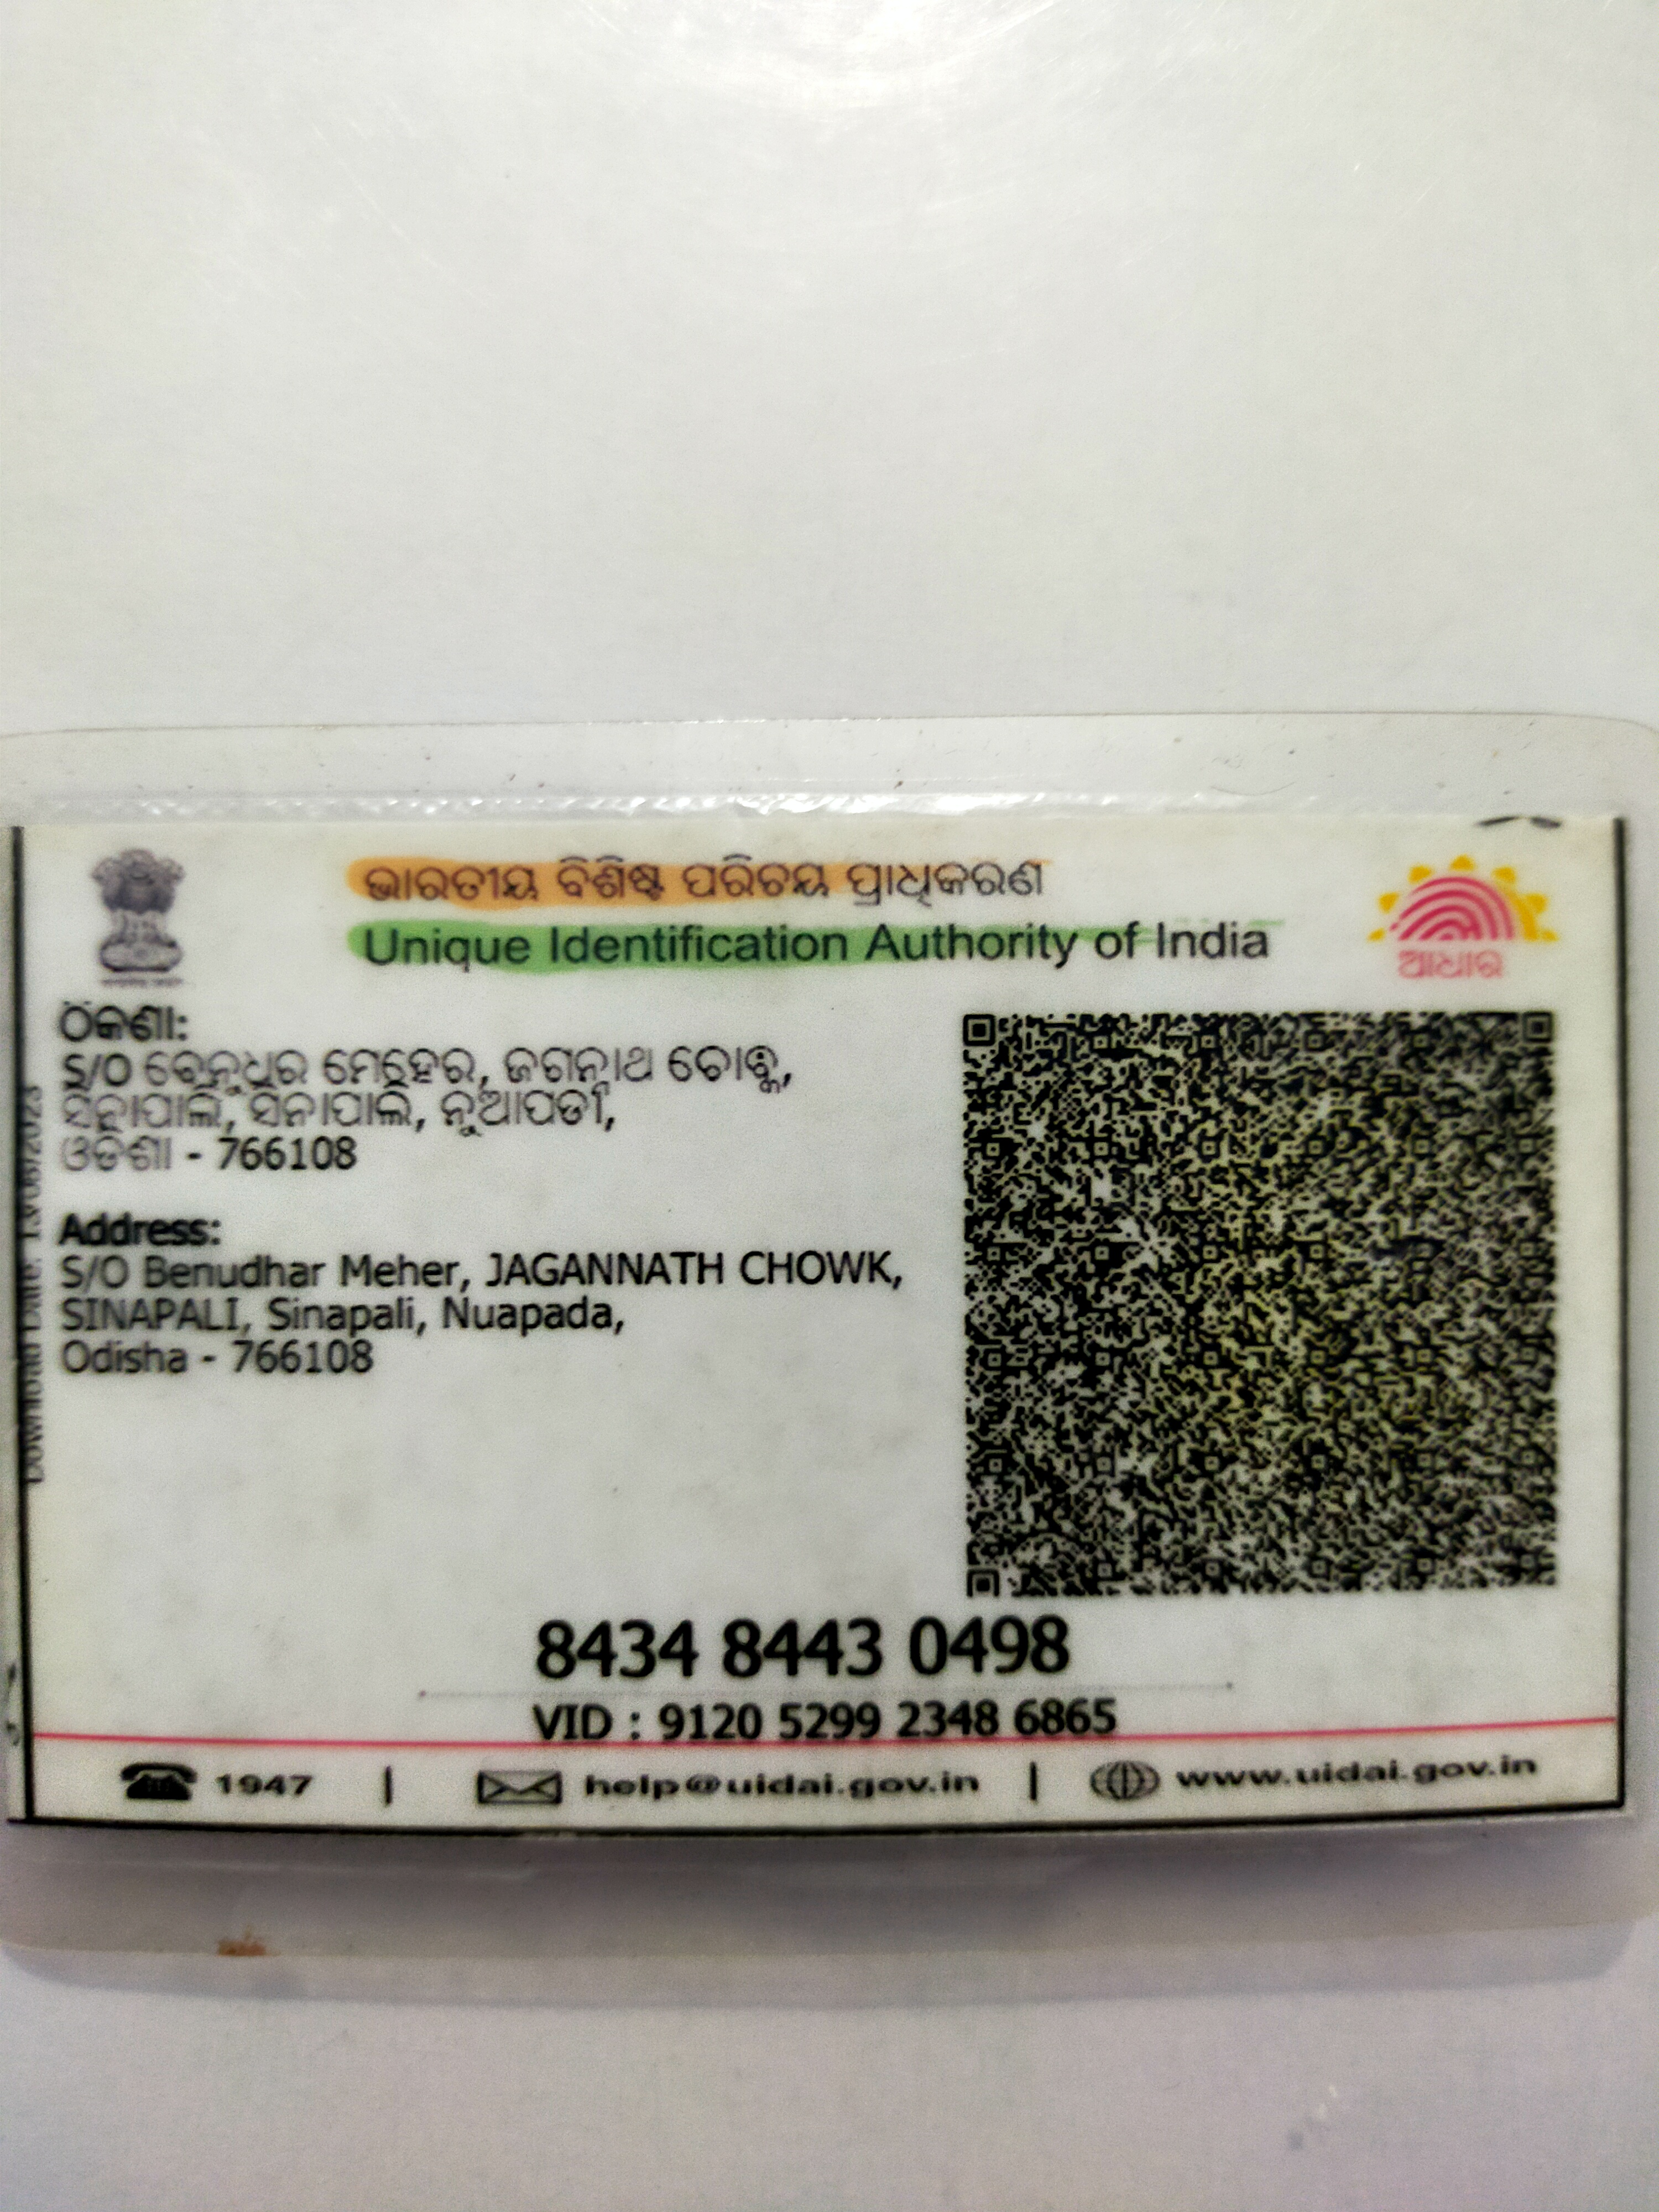 ଭାରତୀୟ ବିଶିଷ୍ଟ ପରିଚୟ ପ୍ରାଧିକରଣ
Unique Identification Authority of India
ଆଧାର
ଠିକଣା:
S/O ବେନୁଧର ମେହେର, ଜଗନ୍ନାଥ ଚୋକ୍କ,
ସିନାପାଲି, ସିନାପାଲି, ନୂଆପଡା,
ଓଡିଶା - 766108
Address:
S/O Benudhar Meher, JAGANNATH CHOWK,
SINAPALI, Sinapali, Nuapada,
Odisha - 766108
Download Date:
8434 8443 0498
VID : 9120 5299 2348 6865
1947 | help@uidai.gov.in | www.uidai.gov.in